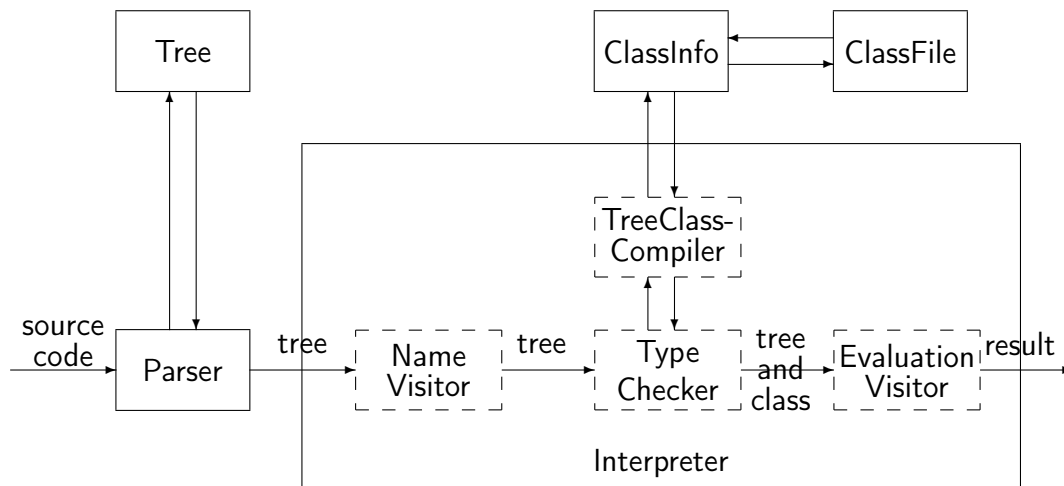 Tree
ClassInfo
ClassFile
TreeClass-
Compiler
source
code
Parser
tree
Name
Visitor
tree
Type
Checker
tree
and
class
Evaluation
Visitor
result
Interpreter